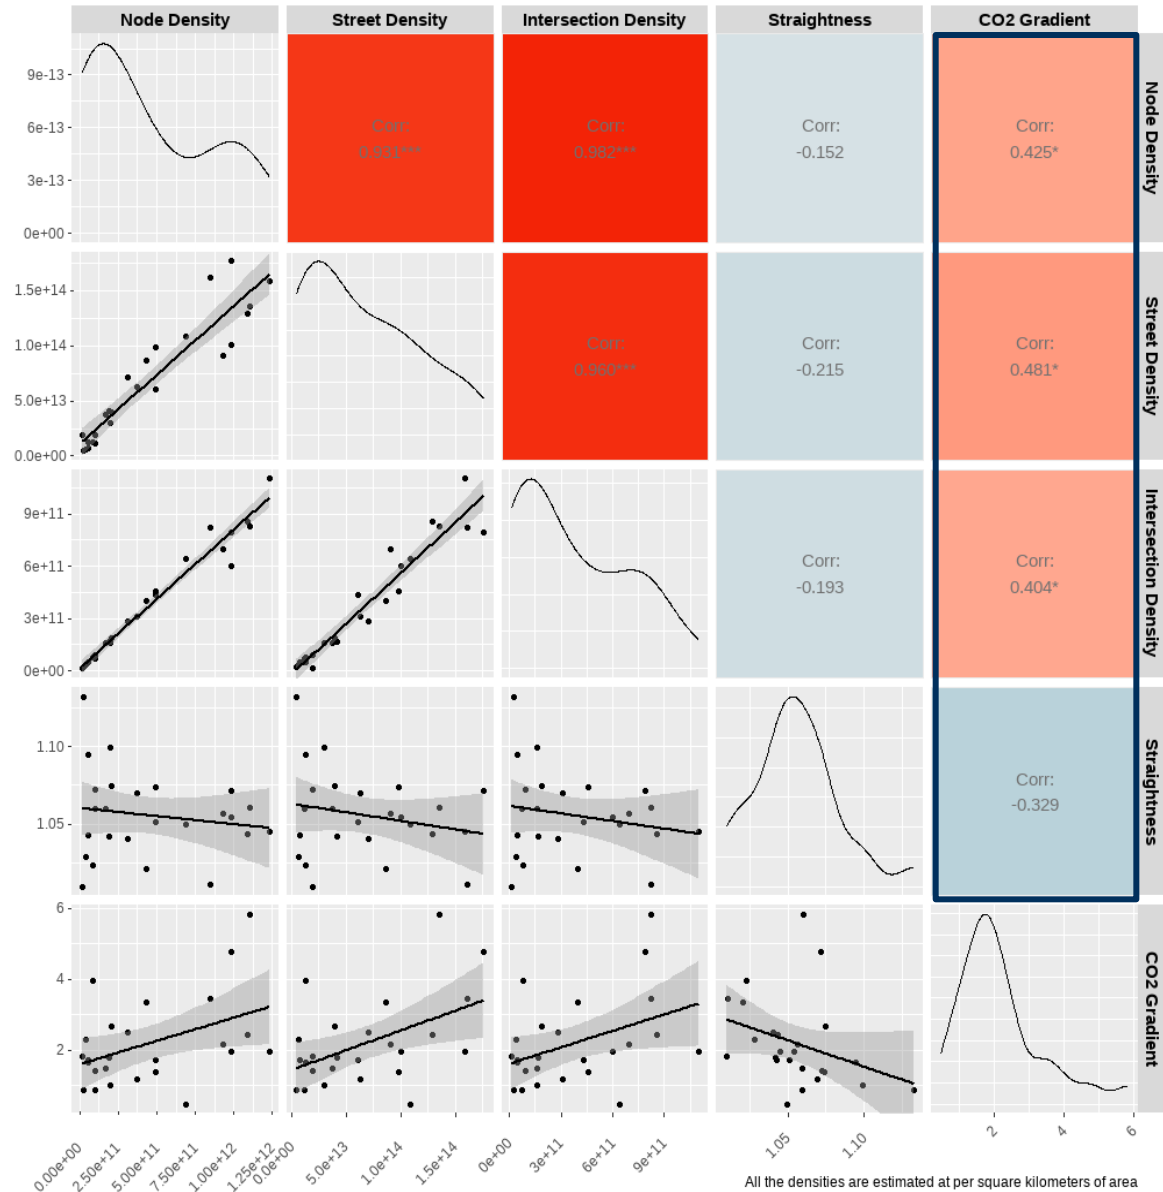 Node Density Street Density Intersection Density Straightness CO2 Gradient
9e-13
6e-13
3e-13
0e+00
Corr:
0.931***
Corr:
0.982***
Corr:
-0.152
Corr:
0.425*
Node Density
1.5e+14
1.0e+14
5.0e+13
0.0e+00
Corr:
0.960***
Corr:
-0.215
Corr:
0.481*
Street Density
9e+11
6e+11
3e+11
0e+00
Corr:
-0.193
Corr:
0.404*
Intersection Density
1.10
1.05
Corr:
-0.329
Straightness
6
4
2
CO2 Gradient
0.00e+00 2.50e+11 5.00e+11 7.50e+11 1.00e+12 1.25e+12
0.0e+00 5.0e+13 1.0e+14 1.5e+14
0e+00 3e+11 6e+11 9e+11
1.05 1.10
2 4 6
All the densities are estimated at per square kilometers of area